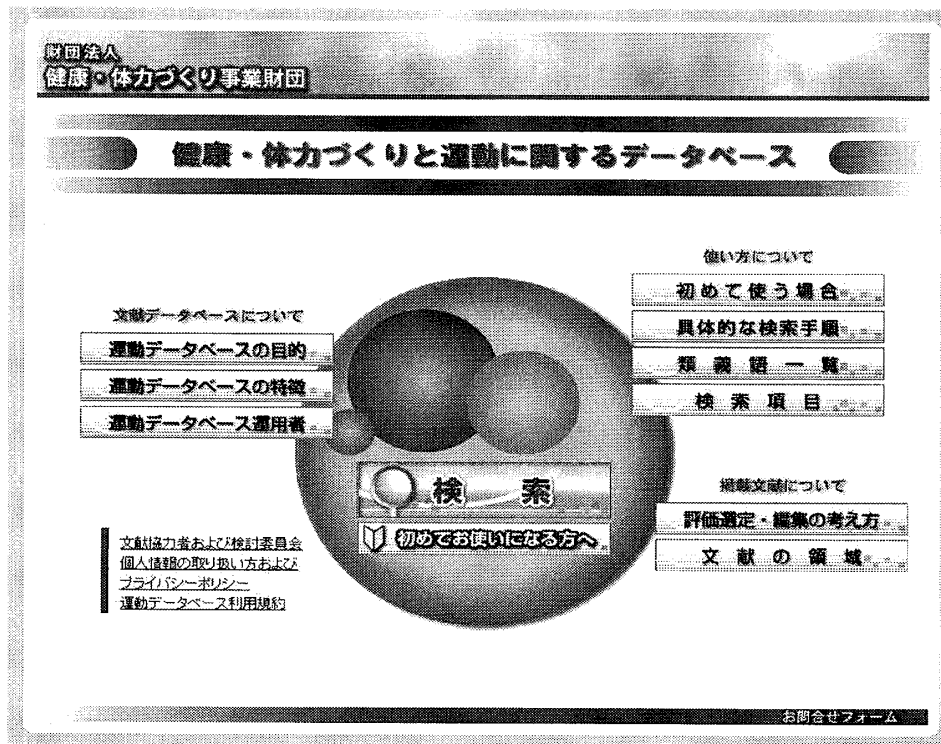 財団法人
健康・体力づくり事業財団
健康・体力づくりと運動に関するデータベース
文献データベースについて
運動データベースの目的
運動データベースの特徴
運動データベース運用者
使い方について
初めて使う場合
具体的な検索手順
類義語一覧
検索項目
検索
初めてお使いになる方へ
掲載文献について
評価選定・編集の考え方
文献の領域
文献協力者および検討委員会
個人情報の取り扱い方および
プライバシーポリシー
運動データベース利用規約
お問合せフォーム